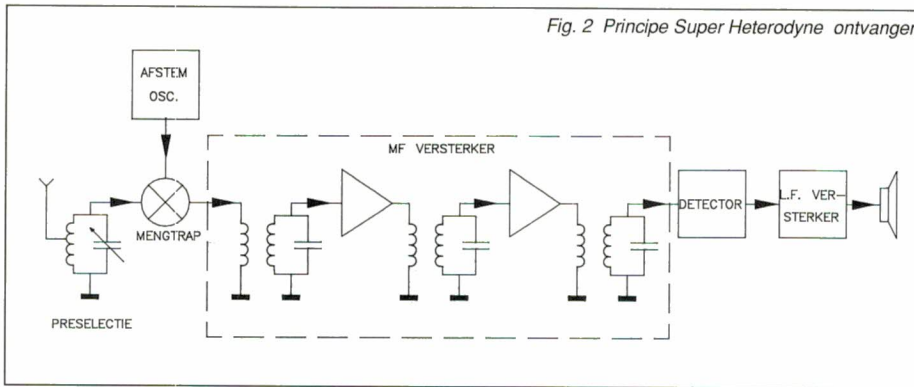 Fig. 2 Principe Super Heterodyne ontvanger
AFSTEM
OSC.
MF VERSTERKER
MENGTRAP
DETECTOR
L.F. VER-
STERKER
PRESELECTIE